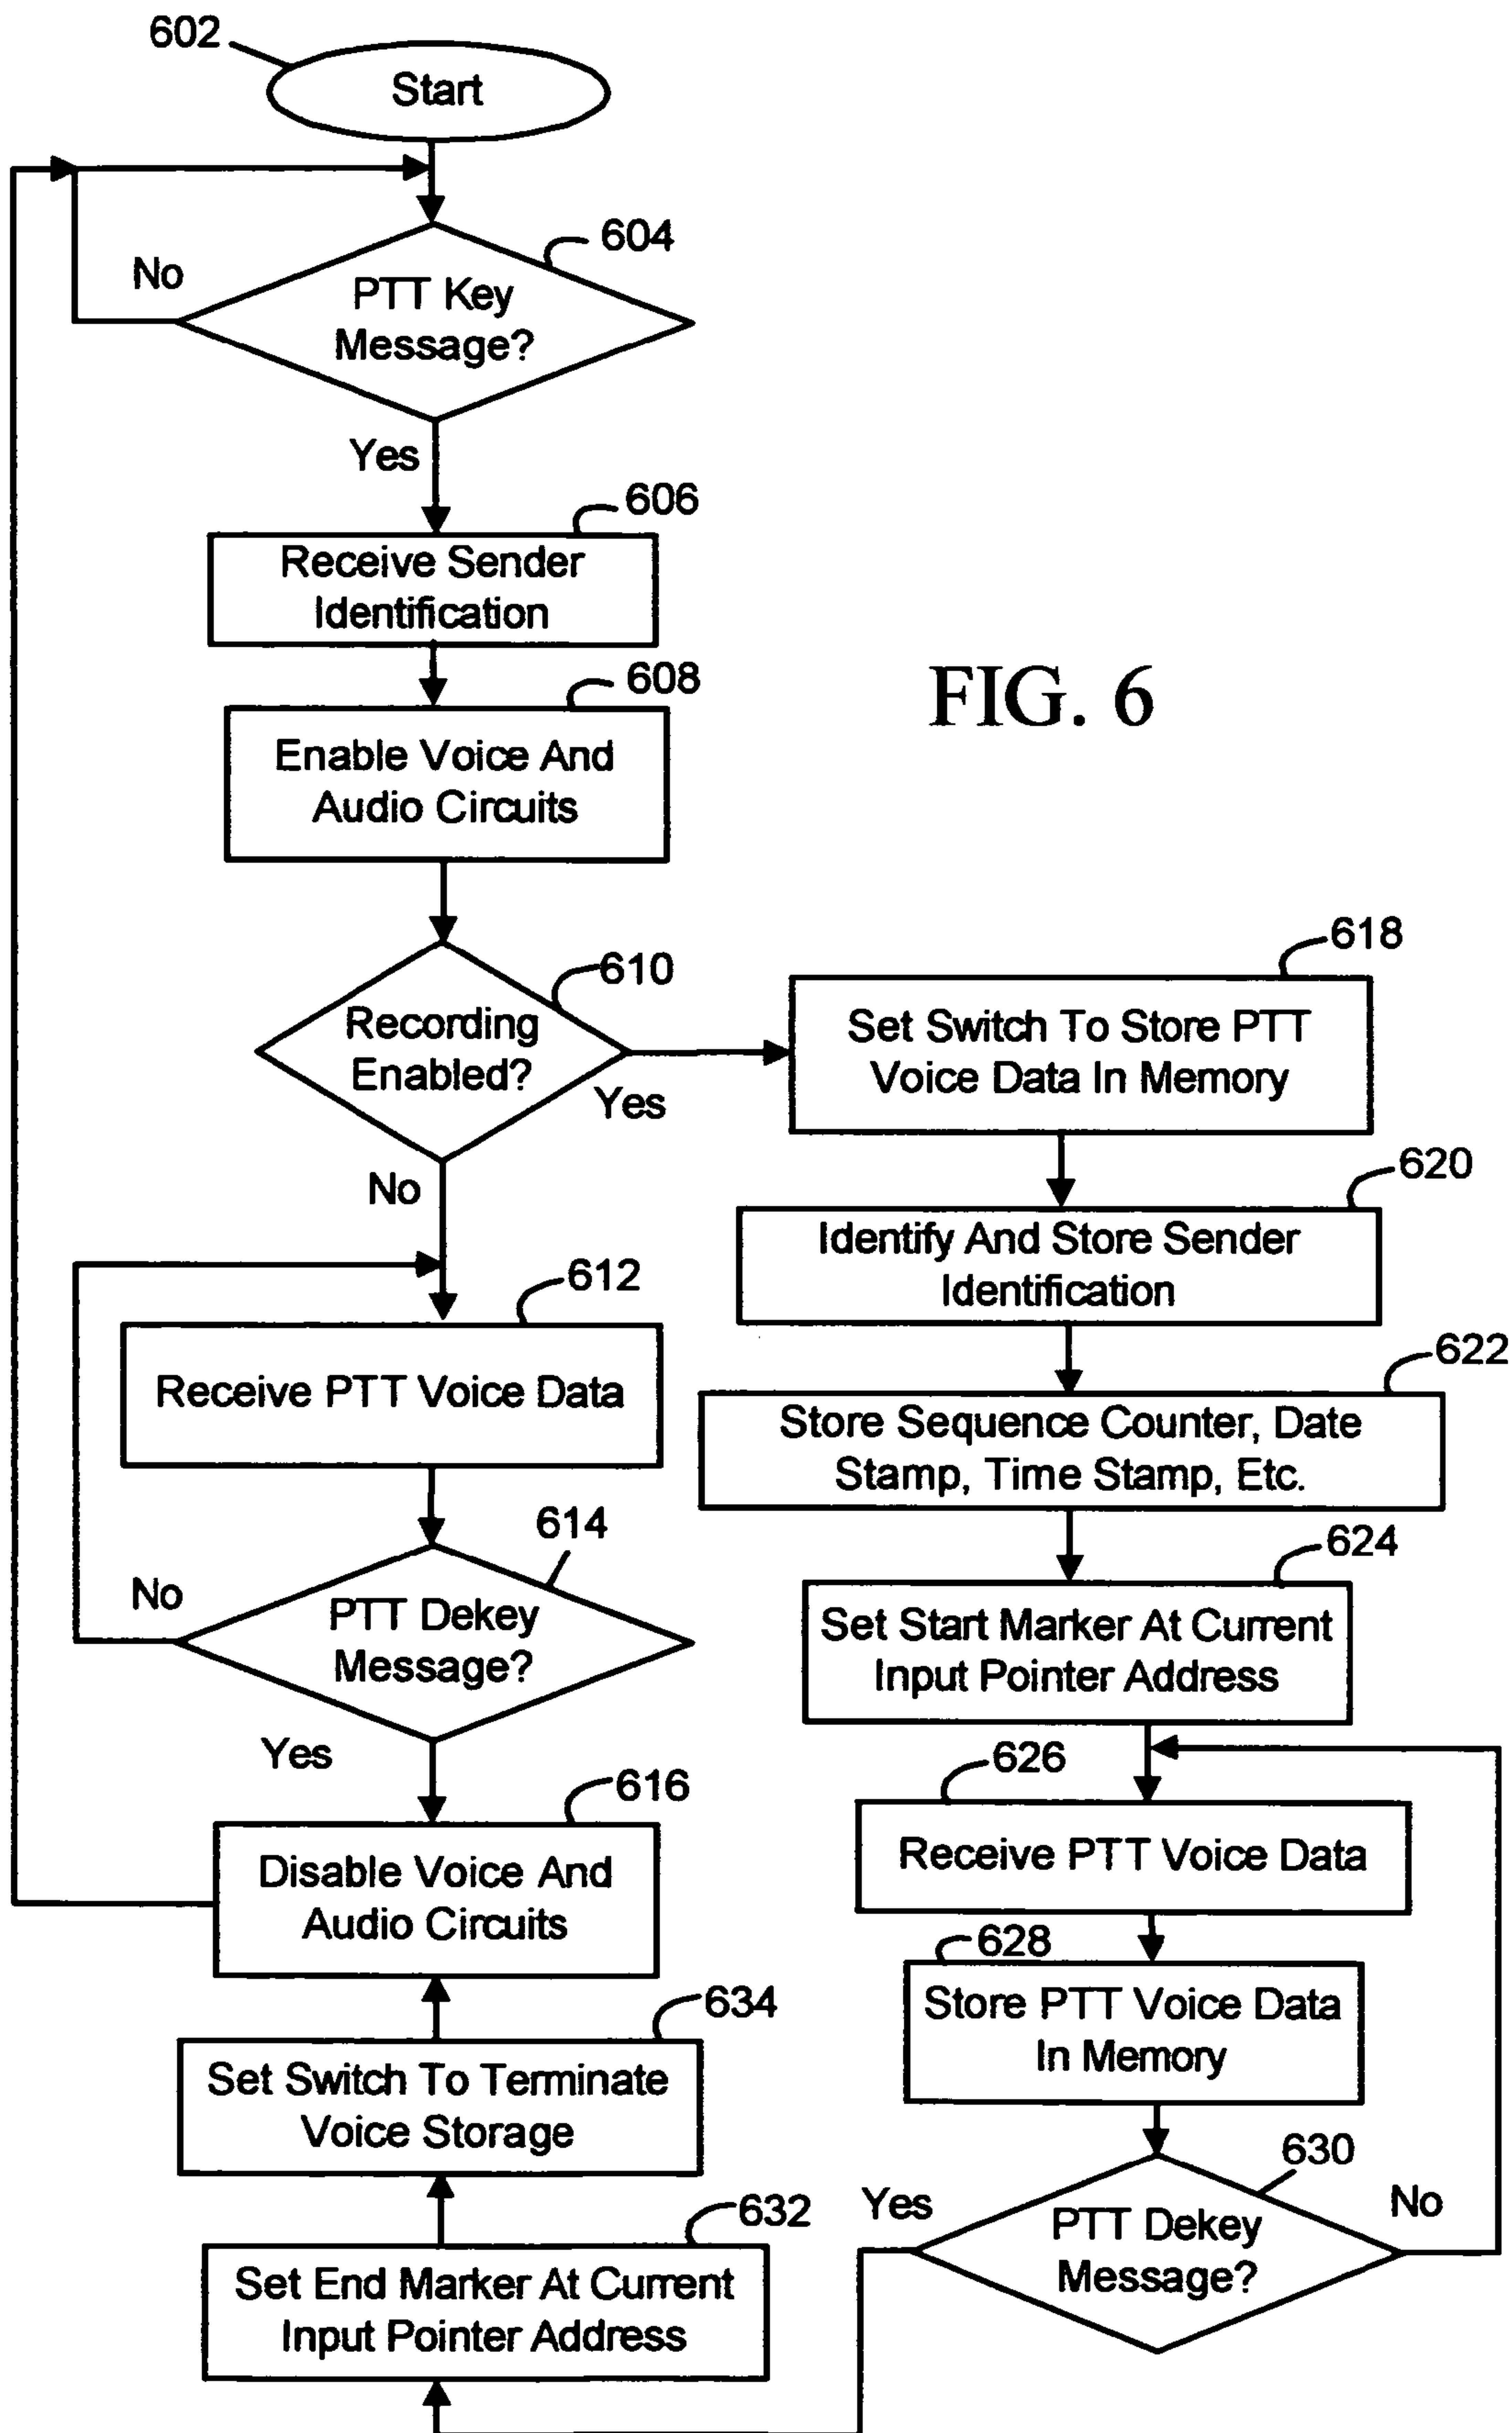 602
Start
604
No
PTT Key
Message?
Yes
606
Receive Sender
Identification
608
Enable Voice And
Audio Circuits
FIG. 6
610
Recording
Enabled?
Yes
No
618
Set Switch To Store PTT
Voice Data In Memory
620
Identify And Store Sender
Identification
622
Store Sequence Counter, Date
Stamp, Time Stamp, Etc.
624
Set Start Marker At Current
Input Pointer Address
612
Receive PTT Voice Data
614
No
PTT Dekey
Message?
Yes
616
Disable Voice And
Audio Circuits
626
Receive PTT Voice Data
628
Store PTT Voice Data
In Memory
630
Yes
No
PTT Dekey
Message?
634
Set Switch To Terminate
Voice Storage
632
Set End Marker At Current
Input Pointer Address